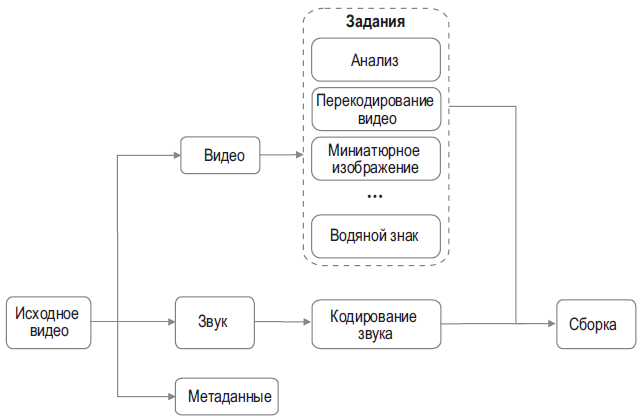 Задания
Анализ
Перекодирование
видео
Видео
Миниатюрное
изображение
...
Водяной знак
Исходное
видео
Звук
Кодирование
звука
Сборка
Метаданные